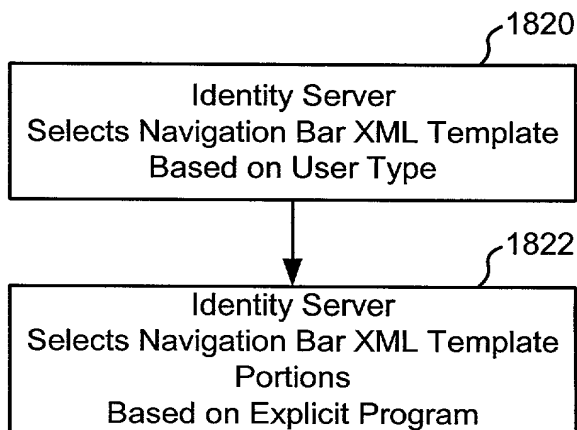 1820
Identity Server
Selects Navigation Bar XML Template
Based on User Type
1822
Identity Server
Selects Navigation Bar XML Template
Portions
Based on Explicit Program